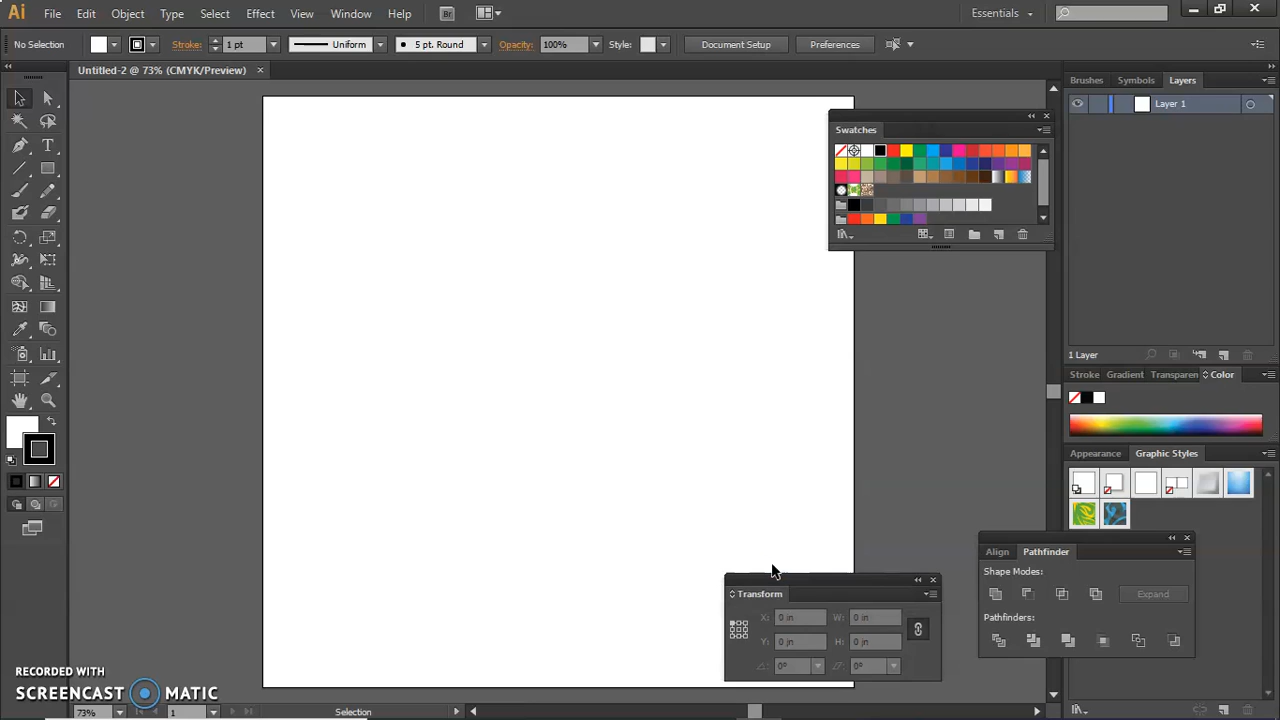 Ai File Edit Object Type Select Effect View Window Help Br Essentials
No Selection Stroke: 1 pt Uniform 5 pt. Round Opacity: 100% Style: Document Setup Preferences
Untitled-2 @ 73% (CMYK/Preview)
Brushes Symbols Layers
Layer 1
Swatches
1 Layer
Stroke Gradient Transparen Color
Appearance Graphic Styles
Align Pathfinder
Shape Modes:
Expand
Pathfinders:
Transform
X: 0 in W: 0 in
Y: 0 in H: 0 in
0° 0°
RECORDED WITH
SCREENCAST MATIC
73% 1 Selection